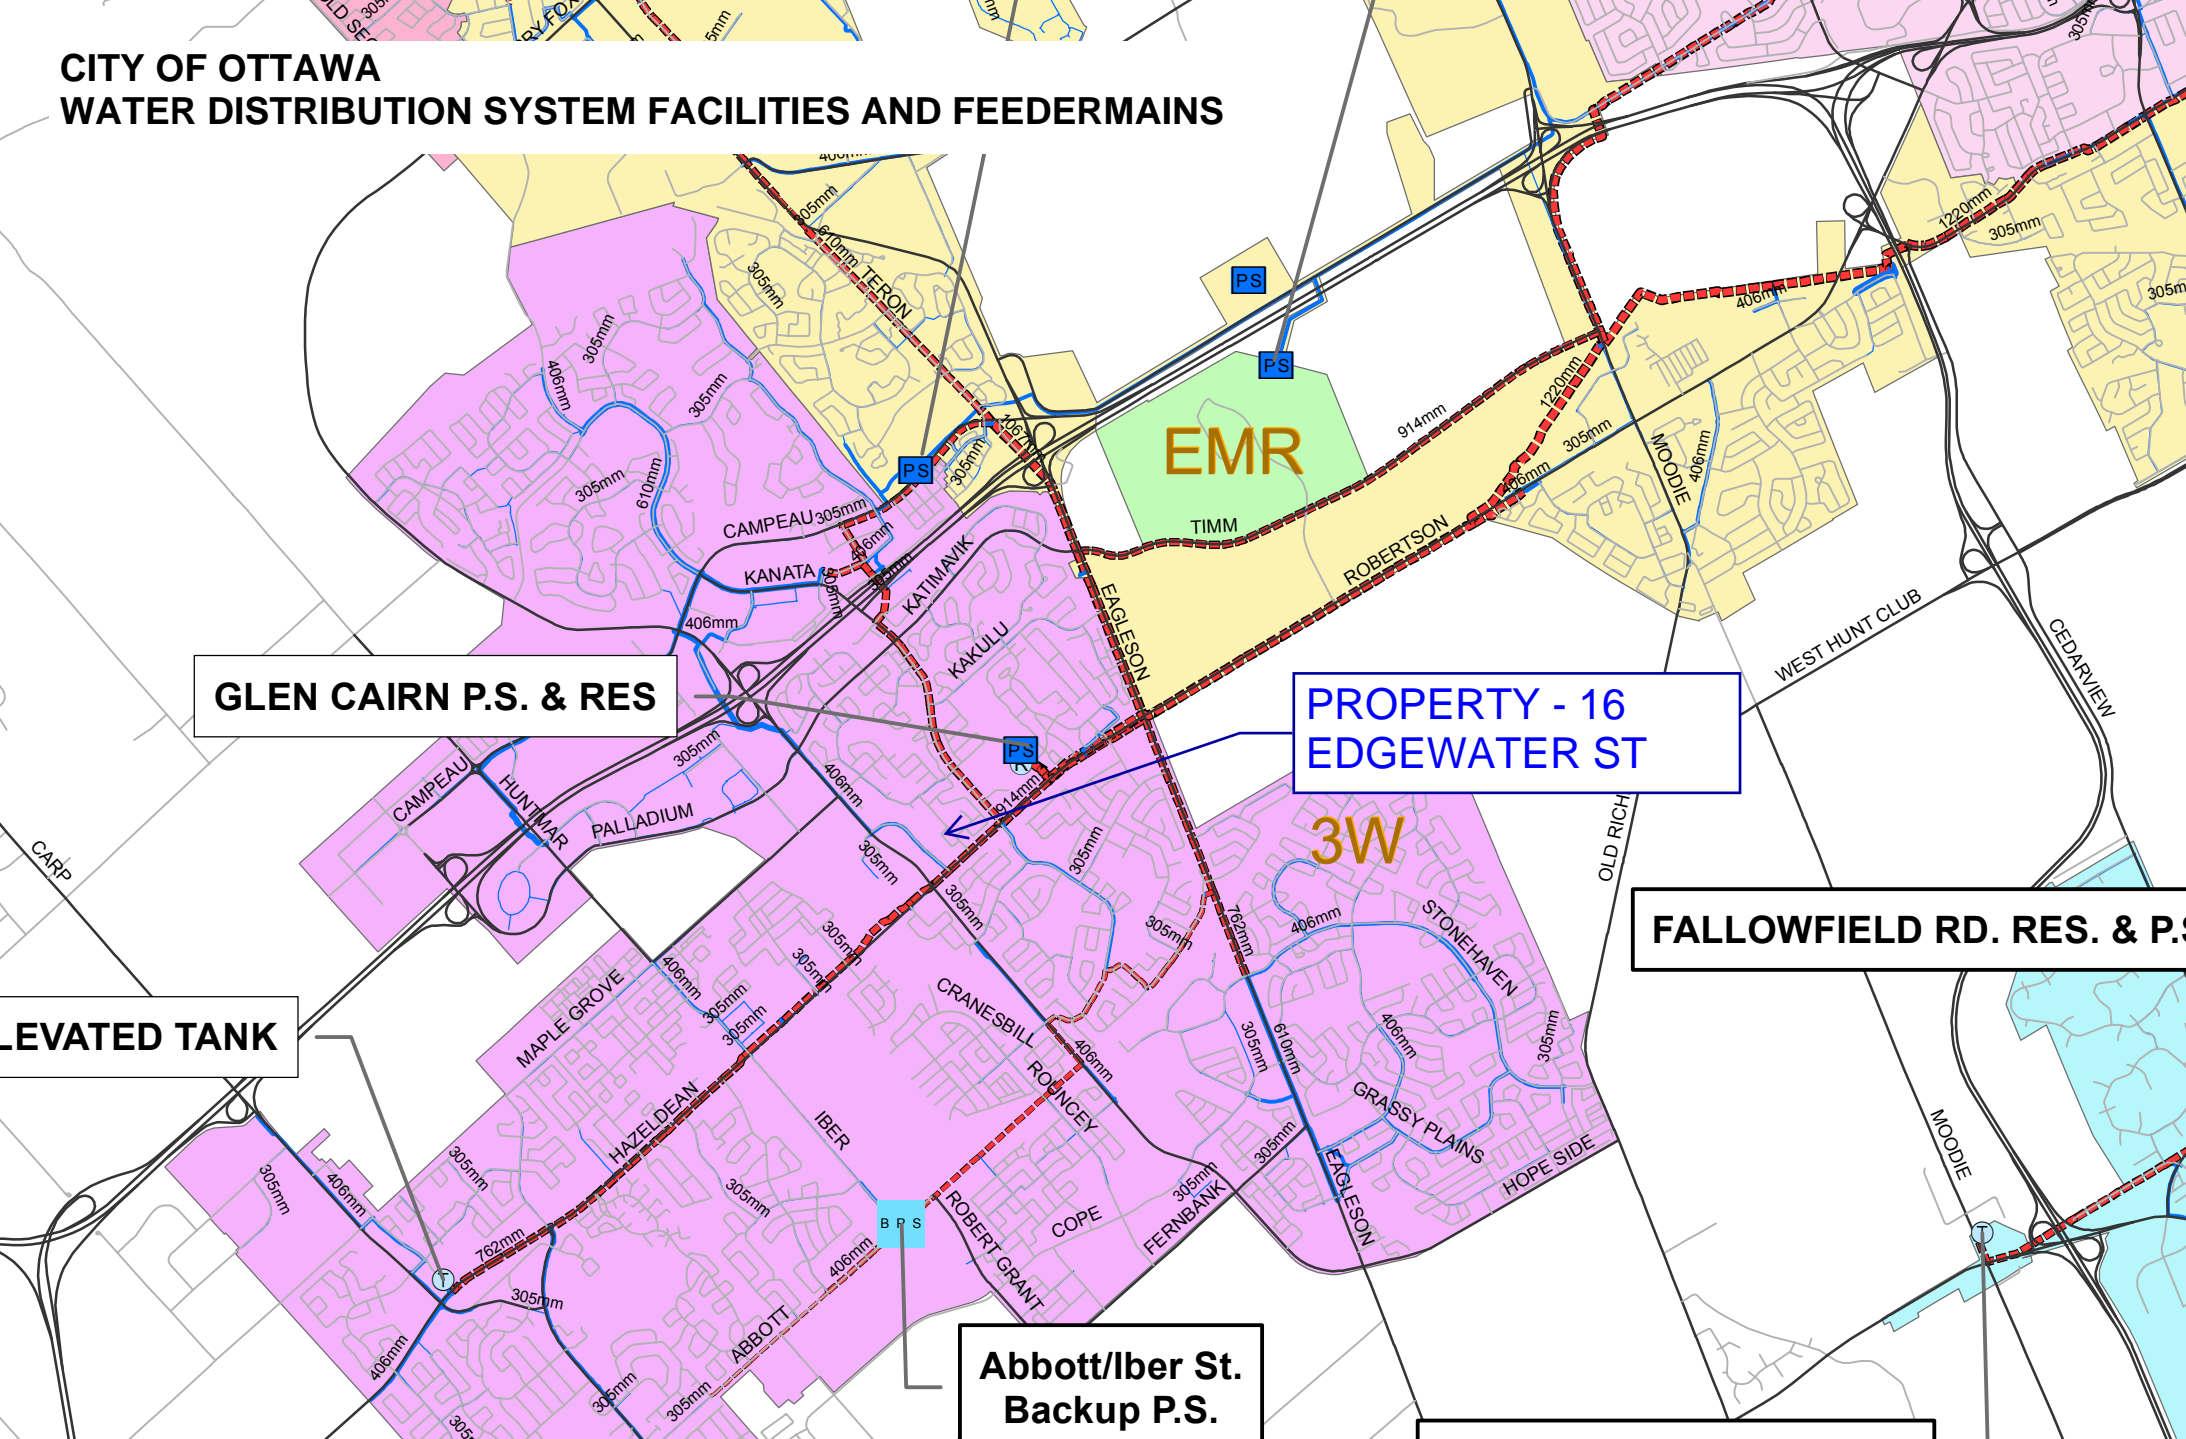 CITY OF OTTAWA
WATER DISTRIBUTION SYSTEM FACILITIES AND FEEDERMAINS
305mm
610mm
TERON
305mm
305mm
406mm
305mm
305mm
610mm
CAMPEAU
305mm
KANATA
406mm
305mm
305mm
406mm
KATIMAVIK
KAKULU
PS
PS
PS
1067mm
305mm
EMR
TIMM
914mm
1220mm
406mm
305mm
406mm
MOODIE
406mm
ROBERTSON
EAGLESON
1220mm
305mm
WEST HUNT CLUB
CEDARVIEW
GLEN CAIRN P.S. & RES
PS
PROPERTY - 16
EDGEWATER ST
305mm
406mm
914mm
CAMPEAU
HUNTMAR
PALLADIUM
CARP
305mm
305mm
3W
305mm
OLD RICH
305mm
762mm
406mm
STONEHAVEN
FALLOWFIELD RD. RES. & P.S
305mm
305mm
406mm
305mm
305mm
MAPLE GROVE
CRANESBILL
LEVATED TANK
406mm
ROUNCEY
305mm
610mm
406mm
305mm
GRASSY PLAINS
HOPE SIDE
HAZELDEAN
IBER
305mm
305mm
406mm
305mm
305mm
305mm
FERNBANK
EAGLESON
MOODIE
B P S
ROBERT GRANT
COPE
762mm
406mm
T
T
305mm
ABBOTT
406mm
305mm
305mm
Abbott/Iber St.
Backup P.S.